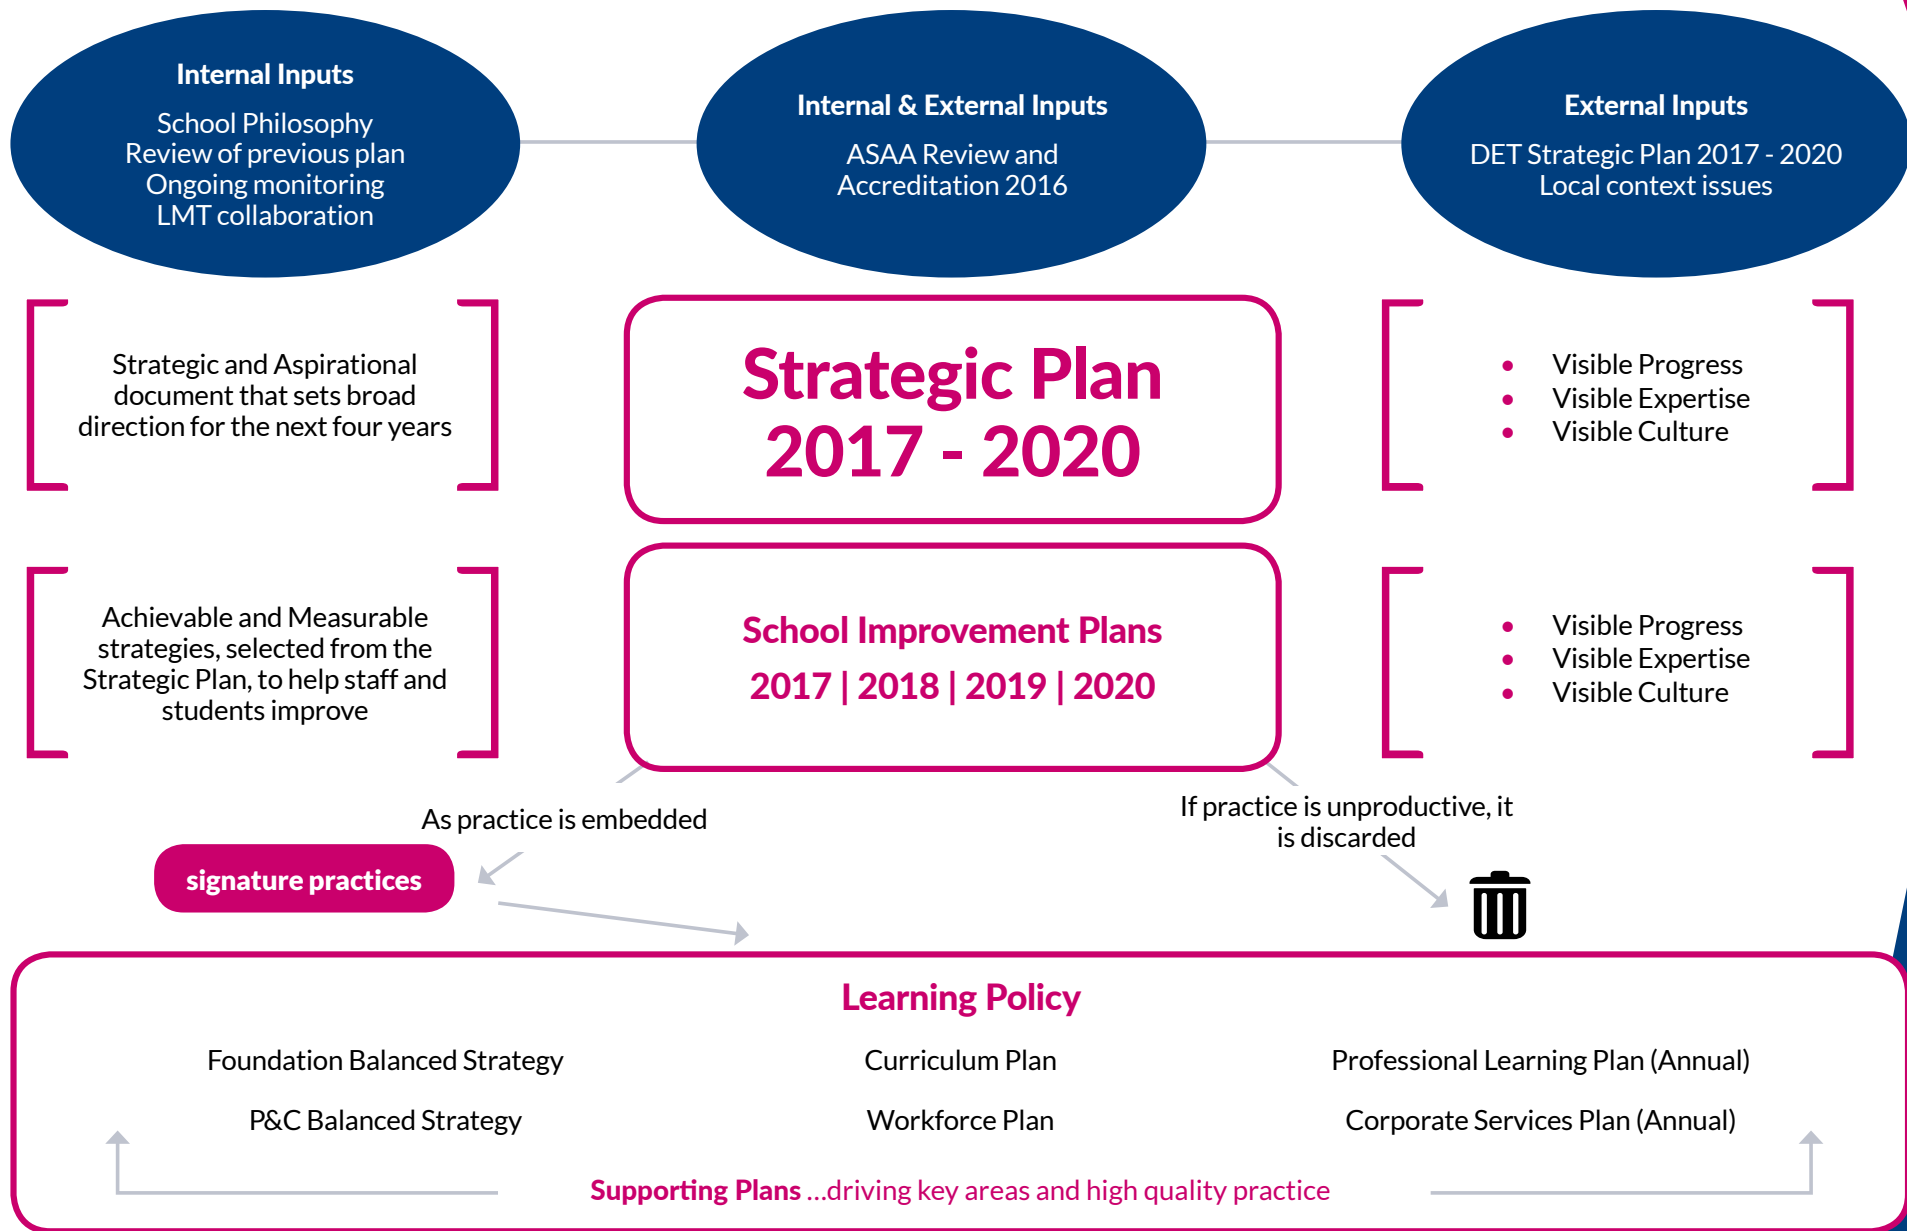 Internal Inputs
School Philosophy
Review of previous plan
Ongoing monitoring
LMT collaboration
Internal & External Inputs
ASAA Review and
Accreditation 2016
External Inputs
DET Strategic Plan 2017 - 2020
Local context issues
Strategic and Aspirational
document that sets broad
direction for the next four years
Strategic Plan
2017 - 2020
• Visible Progress
• Visible Expertise
• Visible Culture
Achievable and Measurable
strategies, selected from the
Strategic Plan, to help staff and
students improve
School Improvement Plans
2017 | 2018 | 2019 | 2020
• Visible Progress
• Visible Expertise
• Visible Culture
As practice is embedded
If practice is unproductive, it
is discarded
signature practices
Learning Policy
Foundation Balanced Strategy
Curriculum Plan
Professional Learning Plan (Annual)
P&C Balanced Strategy
Workforce Plan
Corporate Services Plan (Annual)
Supporting Plans ...driving key areas and high quality practice